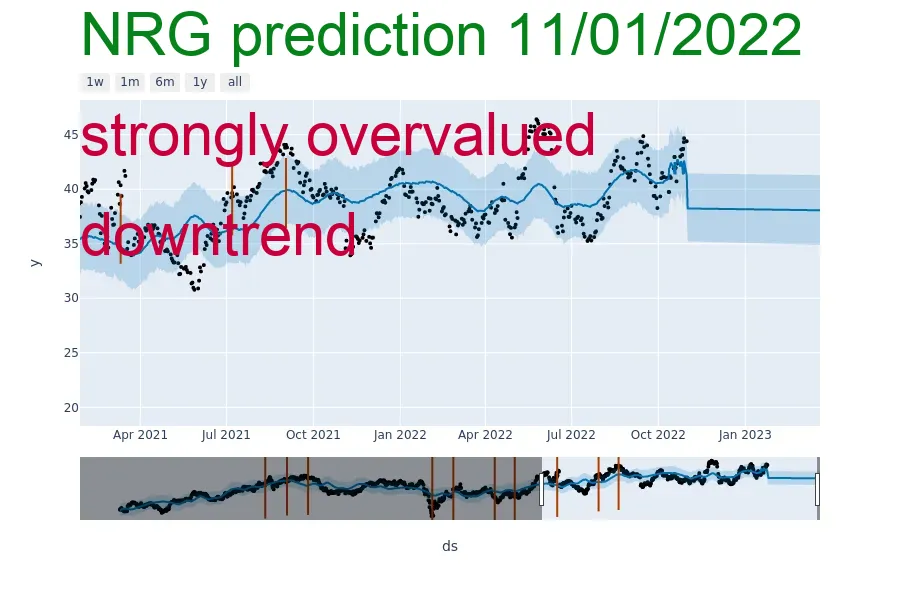 NRG prediction 11/01/2022
1w 1m 6m 1y all
strongly overvalued
downtrend
45
40
35
30
25
20
y
Apr 2021 Jul 2021 Oct 2021 Jan 2022 Apr 2022 Jul 2022 Oct 2022 Jan 2023
ds